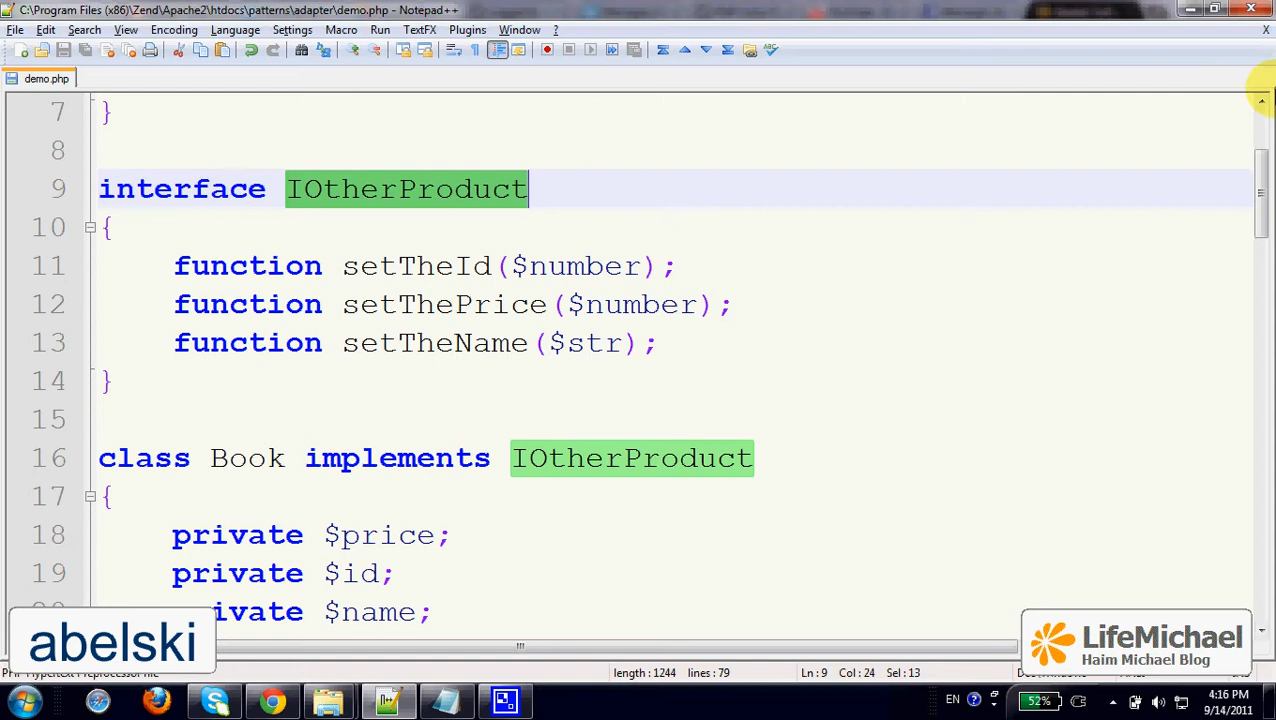 C:\Program Files (x86)\Zend\Apache2\htdocs\patterns\adapter\demo.php - Notepad++
File Edit Search View Encoding Language Settings Macro Run TextFX Plugins Window ? X
demo.php
7 }
8
9 interface IOtherProduct
10 {
11 function setTheId($number);
12 function setThePrice($number);
13 function setTheName($str);
14 }
15
16 class Book implements IOtherProduct
17 {
18 private $price;
19 private $id;
$name;
abelski
LifeMichael
Haim Michael Blog
length : 1244 lines : 79 Ln : 9 Col : 24 Sel : 13
EN 52% 4:16 PM
9/14/2011